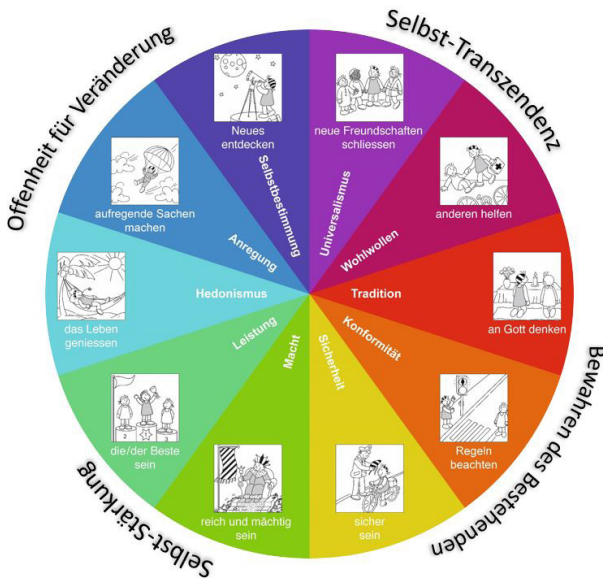 Offenheit für Veränderung
Selbst-Transzendenz
Bewahren des Bestehenden
Selbst-Stärkung
neue Freundschaften
schliessen
Universalismus
anderen helfen
Wohlwollen
an Gott denken
Tradition
Regeln
beachten
Konformität
sicher
sein
Sicherheit
reich und mächtig
sein
Macht
die/der Beste
sein
2
3
Leistung
das Leben
geniessen
Hedonismus
aufregende Sachen
machen
Anregung
Neues
entdecken
Selbstbestimmung